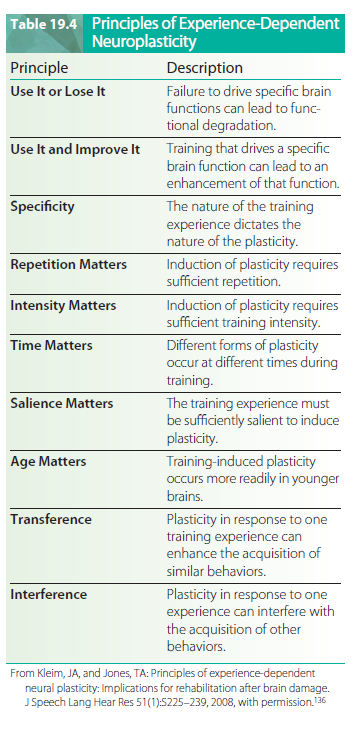 Table 19.4 Principles of Experience-Dependent
Neuroplasticity
Principle Description
Use It or Lose It Failure to drive specific brain
functions can lead to func-
tional degradation.
Use It and Improve It Training that drives a specific
brain function can lead to an
enhancement of that function.
Specificity The nature of the training
experience dictates the
nature of the plasticity.
Repetition Matters Induction of plasticity requires
sufficient repetition.
Intensity Matters Induction of plasticity requires
sufficient training intensity.
Time Matters Different forms of plasticity
occur at different times during
training.
Salience Matters The training experience must
be sufficiently salient to induce
plasticity.
Age Matters Training-induced plasticity
occurs more readily in younger
brains.
Transference Plasticity in response to one
training experience can
enhance the acquisition of
similar behaviors.
Interference Plasticity in response to one
experience can interfere with
the acquisition of other
behaviors.
From Kleim, JA, and Jones, TA: Principles of experience-dependent
neural plasticity: Implications for rehabilitation after brain damage.
J Speech Lang Hear Res 51(1):S225–239, 2008, with permission.136